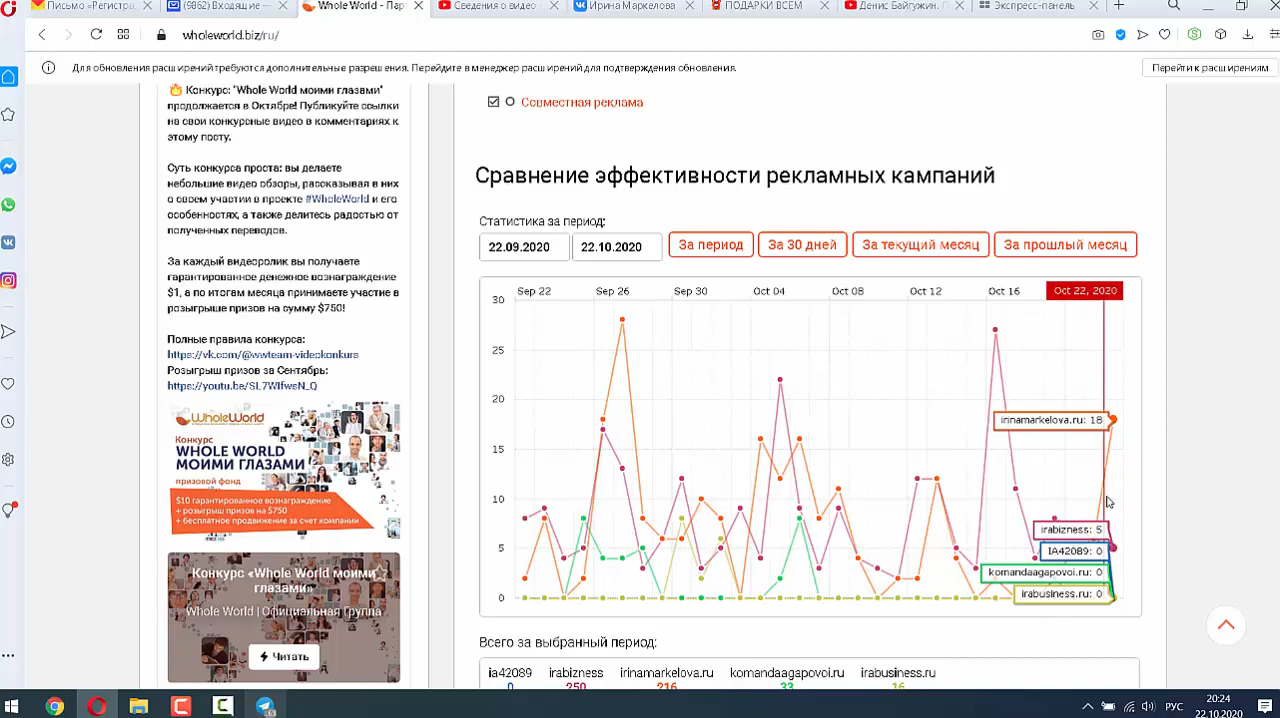 Письмо «Регистра
(9862) Входящие —
Whole World - Пар
Сведения о видео -
Ирина Маркелова
ПОДАРКИ ВСЕМ
Денис Байгужин. П
Экспресс-панель
wholeworld.biz/ru/
Для обновления расширений требуются дополнительные разрешения. Перейдите в менеджер расширений для подтверждения обновления.
Перейти к расширениям
Конкурс: "Whole World моими глазами"
продолжается в Октябре! Публикуйте ссылки
на свои конкурсные видео в комментариях к
этому посту.
Суть конкурса проста: вы делаете
небольшие видео обзоры, рассказывая в них
о своем участии в проекте #WholeWorld и его
особенностях, а также делитесь радостью от
полученных переводов.
За каждый видеоролик вы получаете
гарантированное денежное вознаграждение
$1, а по итогам месяца принимаете участие в
розыгрыше призов на сумму $750!
Полные правила конкурса:
https://vk.com/@wwteam-videokonkurs
Розыгрыш призов за Сентябрь:
https://youtu.be/SL7WIfwsN_Q
WholeWorld
Конкурс
WHOLE WORLD
МОИМИ ГЛАЗАМИ
призовой фонд
$10 гарантированное вознаграждение
+ розыгрыш призов на $750
+ бесплатное продвижение за счет компании
Конкурс «Whole World моими
глазами»
Whole World | Официальная Группа
Читать
Совместная реклама
Сравнение эффективности рекламных кампаний
Статистика за период:
22.09.2020 22.10.2020 За период За 30 дней За текущий месяц За прошлый месяц
Sep 22 Sep 26 Sep 30 Oct 04 Oct 08 Oct 12 Oct 16 Oct 22, 2020
30
25
20
15
10
5
0
irinamarkelova.ru: 18
irabizness: 5
IA42089: 0
komandaagapovoi.ru: 0
irabusiness.ru: 0
Всего за выбранный период:
ia42089 irabizness irinamarkelova.ru komandaagapovoi.ru irabusiness.ru
0 250 216 33 16
РУС
20:24
22.10.2020